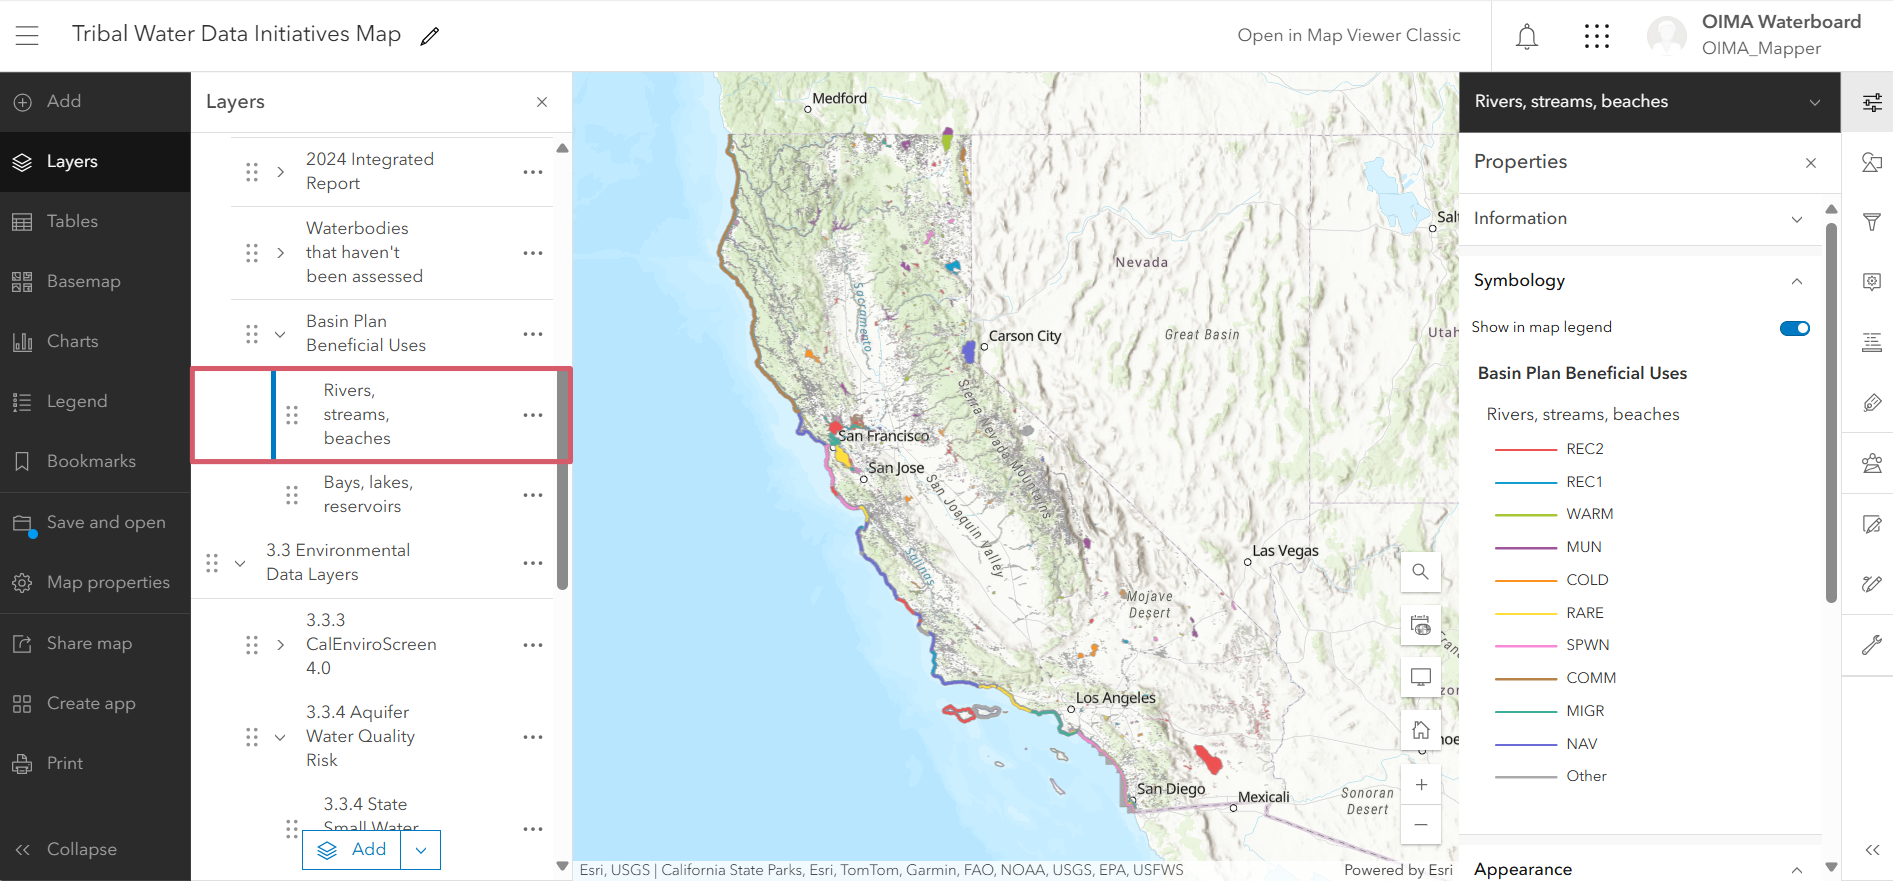 Tribal Water Data Initiatives Map
Open in Map Viewer Classic
OIMA Waterboard
OIMA_Mapper
Add
Layers
Tables
Basemap
Charts
Legend
Bookmarks
Save and open
Map properties
Share map
Create app
Print
Collapse
Layers
2024 Integrated
Report
Waterbodies
that haven't
been assessed
Basin Plan
Beneficial Uses
Rivers,
streams,
beaches
Bays, lakes,
reservoirs
3.3 Environmental
Data Layers
3.3.3
CalEnviroScreen
4.0
3.3.4 Aquifer
Water Quality
Risk
3.3.4 State
Small Water
Add
Medford
Salt
Nevada
Sacramento
Carson City
Great Basin
Utah
Sierra Nevada Mountains
San Francisco
San Jose
San Joaquin Valley
Salinas
Las Vegas
Mojave
Desert
Los Angeles
San Diego
Mexicali
Sonoran
Desert
Esri, USGS | California State Parks, Esri, TomTom, Garmin, FAO, NOAA, USGS, EPA, USFWS
Powered by Esri
Rivers, streams, beaches
Properties
Information
Symbology
Show in map legend
Basin Plan Beneficial Uses
Rivers, streams, beaches
REC2
REC1
WARM
MUN
COLD
RARE
SPWN
COMM
MIGR
NAV
Other
Appearance